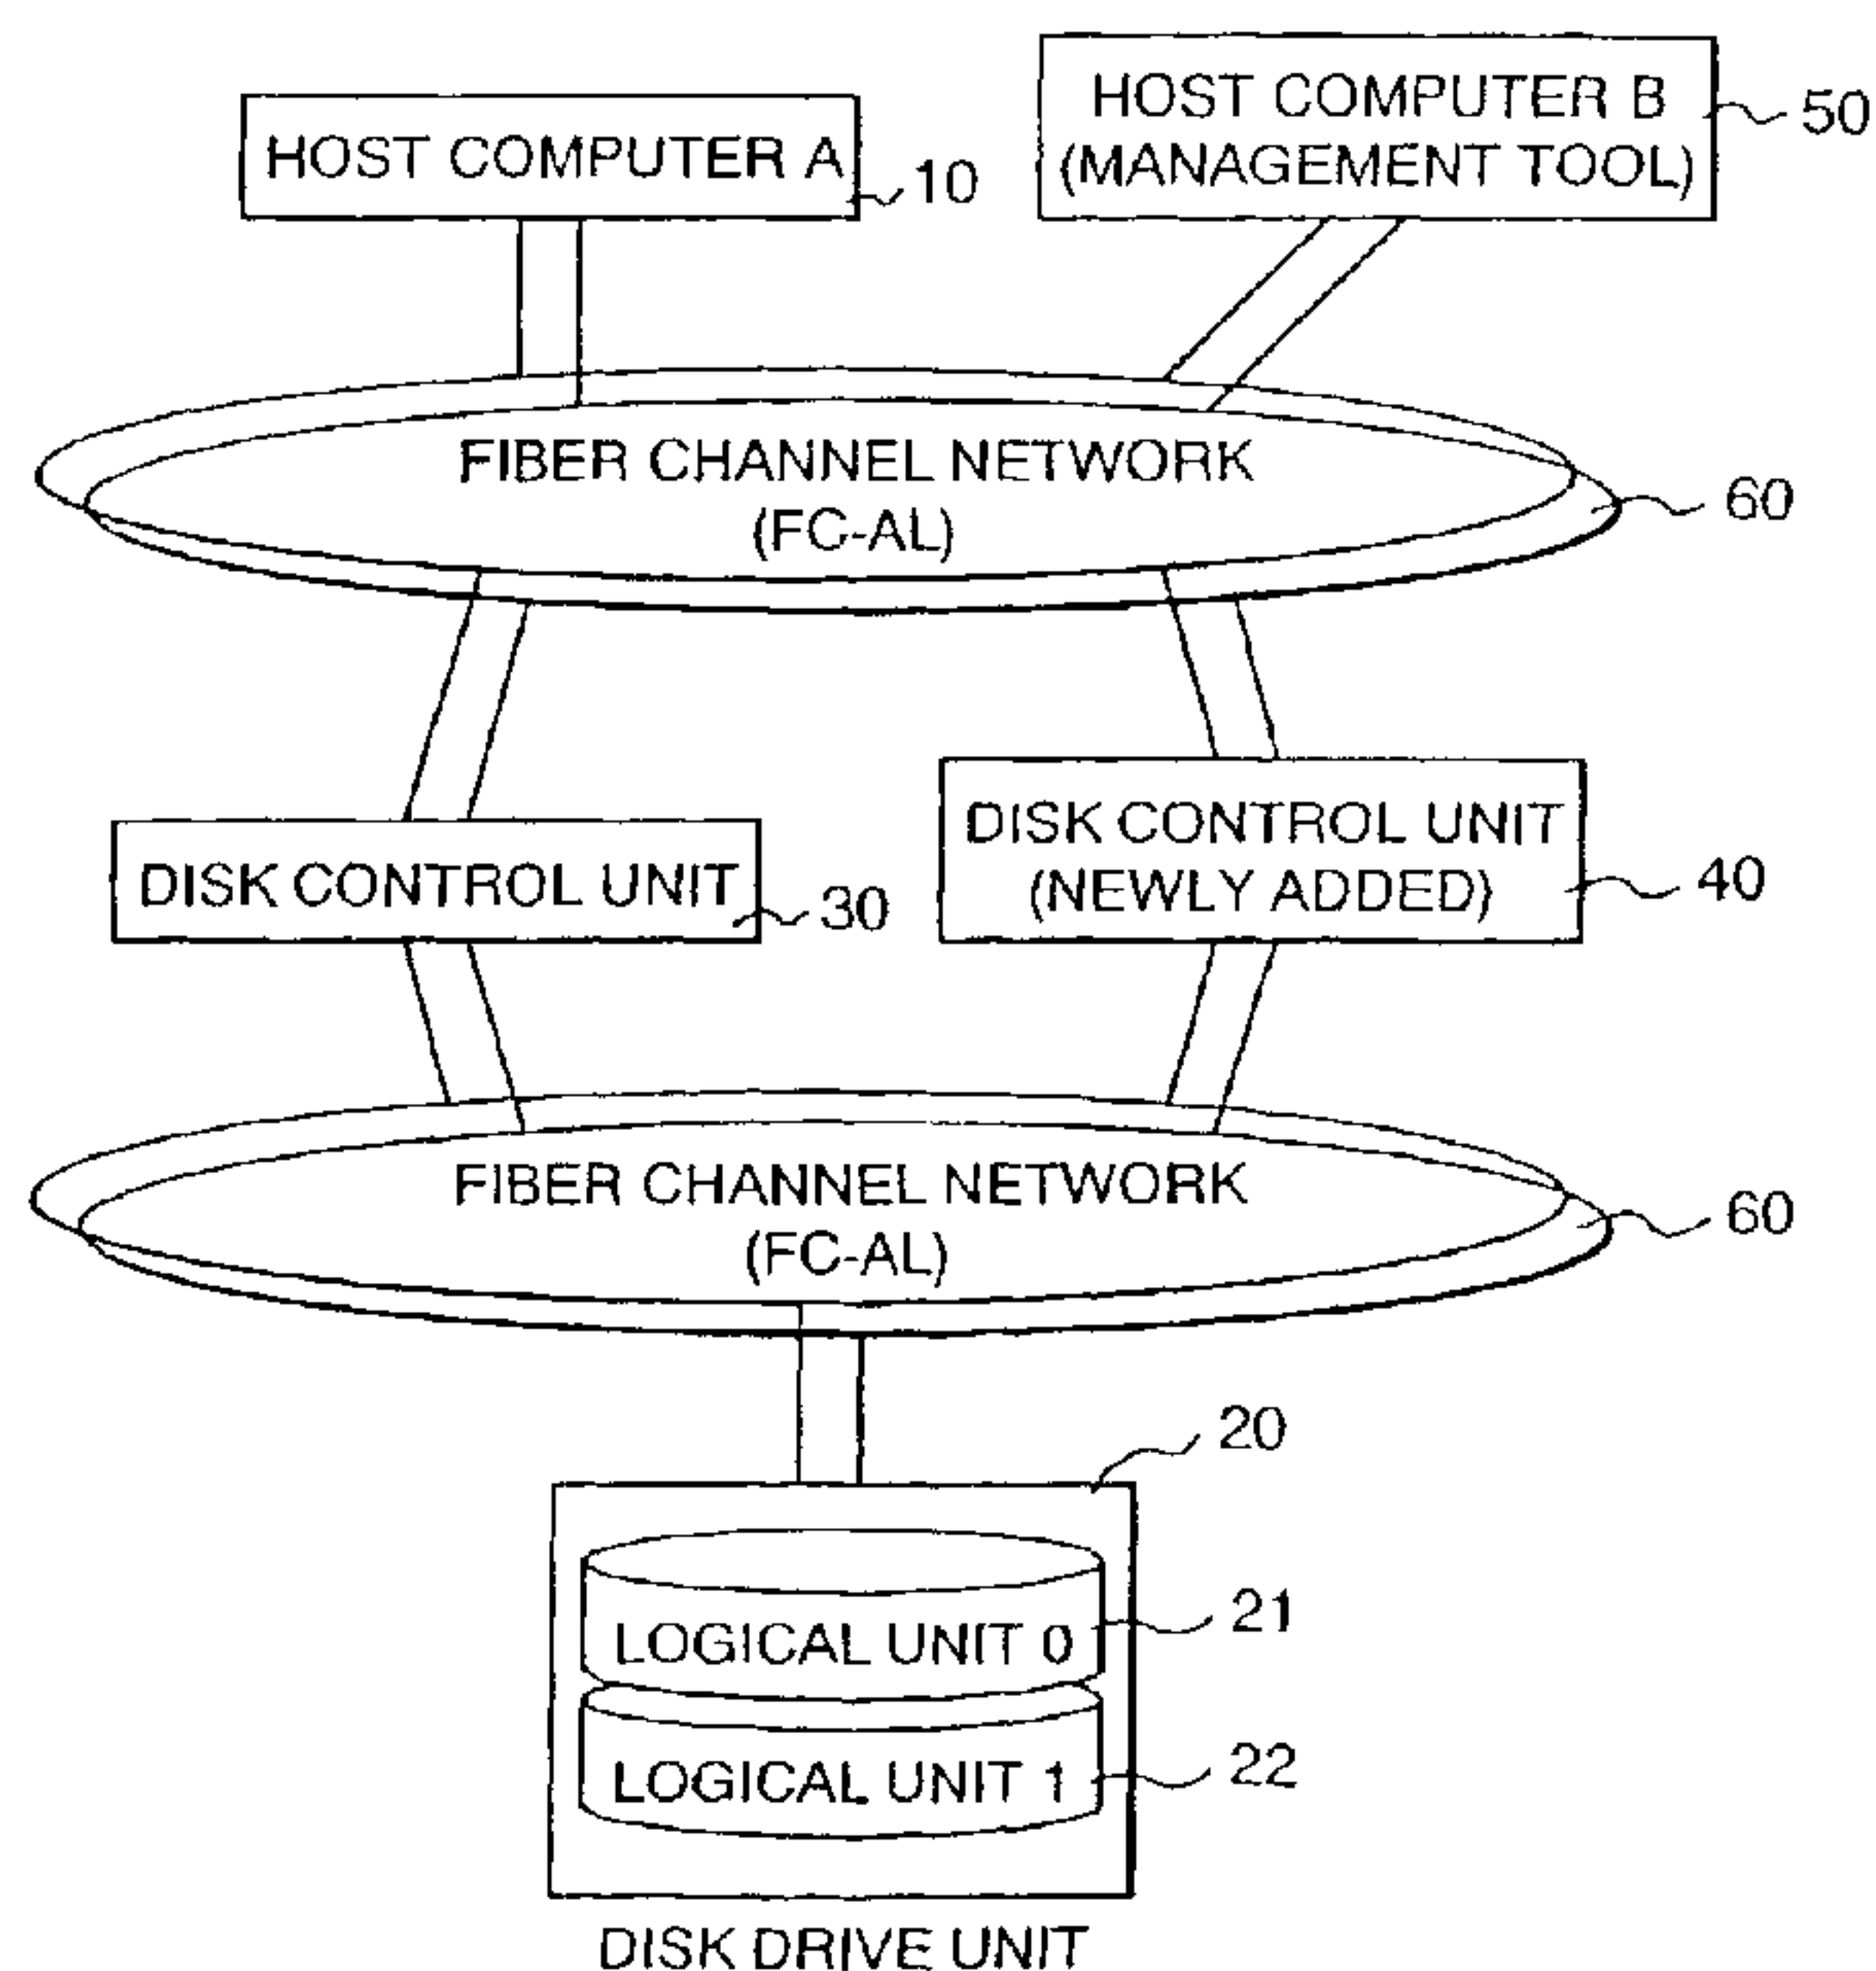 HOST COMPUTER A
10
HOST COMPUTER B
(MANAGEMENT TOOL)
50
FIBER CHANNEL NETWORK
(FC-AL)
60
DISK CONTROL UNIT
30
DISK CONTROL UNIT
(NEWLY ADDED)
40
FIBER CHANNEL NETWORK
(FC-AL)
60
20
LOGICAL UNIT 0
21
LOGICAL UNIT 1
22
DISK DRIVE UNIT